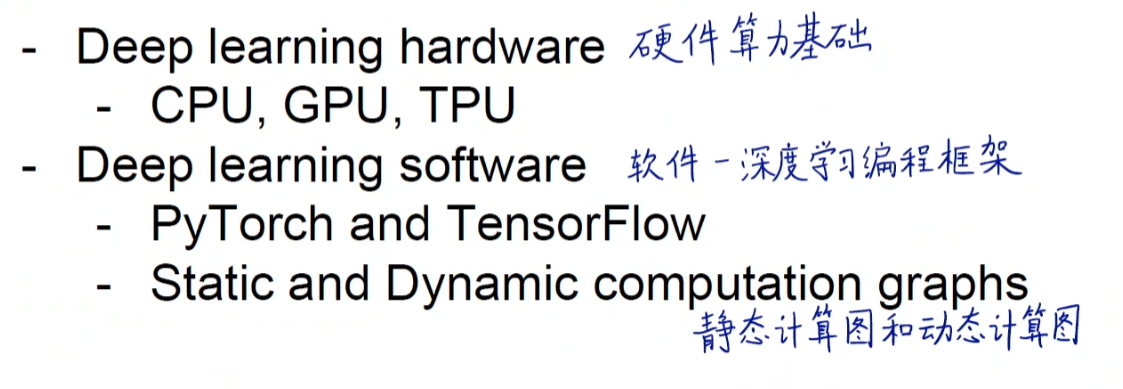 - Deep learning hardware 硬件算力基础
- CPU, GPU, TPU
- Deep learning software 软件-深度学习编程框架
- PyTorch and TensorFlow
- Static and Dynamic computation graphs
静态计算图和动态计算图